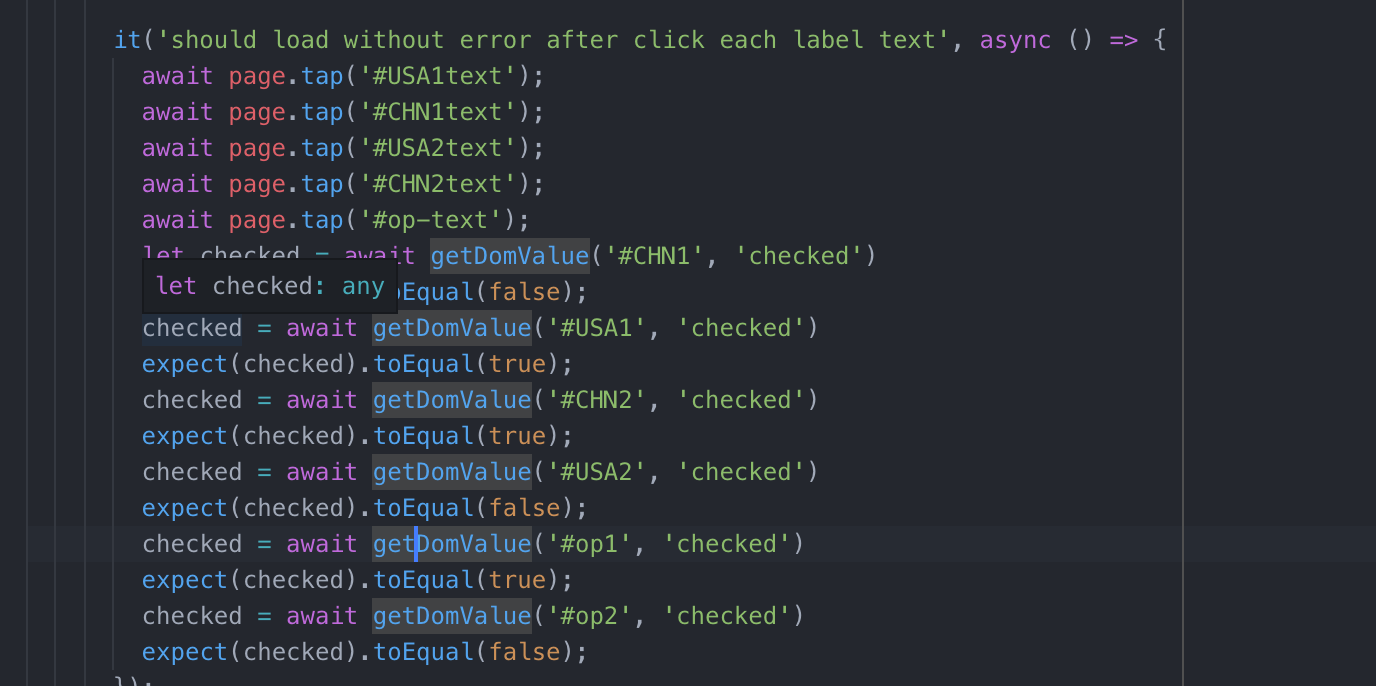 it('should load without error after click each label text', async () => {
await page.tap('#USA1text');
await page.tap('#CHN1text');
await page.tap('#USA2text');
await page.tap('#CHN2text');
await page.tap('#op-text');
let checked = await getDomValue('#CHN1', 'checked')
let checked: any
oEqual(false);
checked = await getDomValue('#USA1', 'checked')
expect(checked).toEqual(true);
checked = await getDomValue('#CHN2', 'checked')
expect(checked).toEqual(true);
checked = await getDomValue('#USA2', 'checked')
expect(checked).toEqual(false);
checked = await getDomValue('#op1', 'checked')
expect(checked).toEqual(true);
checked = await getDomValue('#op2', 'checked')
expect(checked).toEqual(false);
});